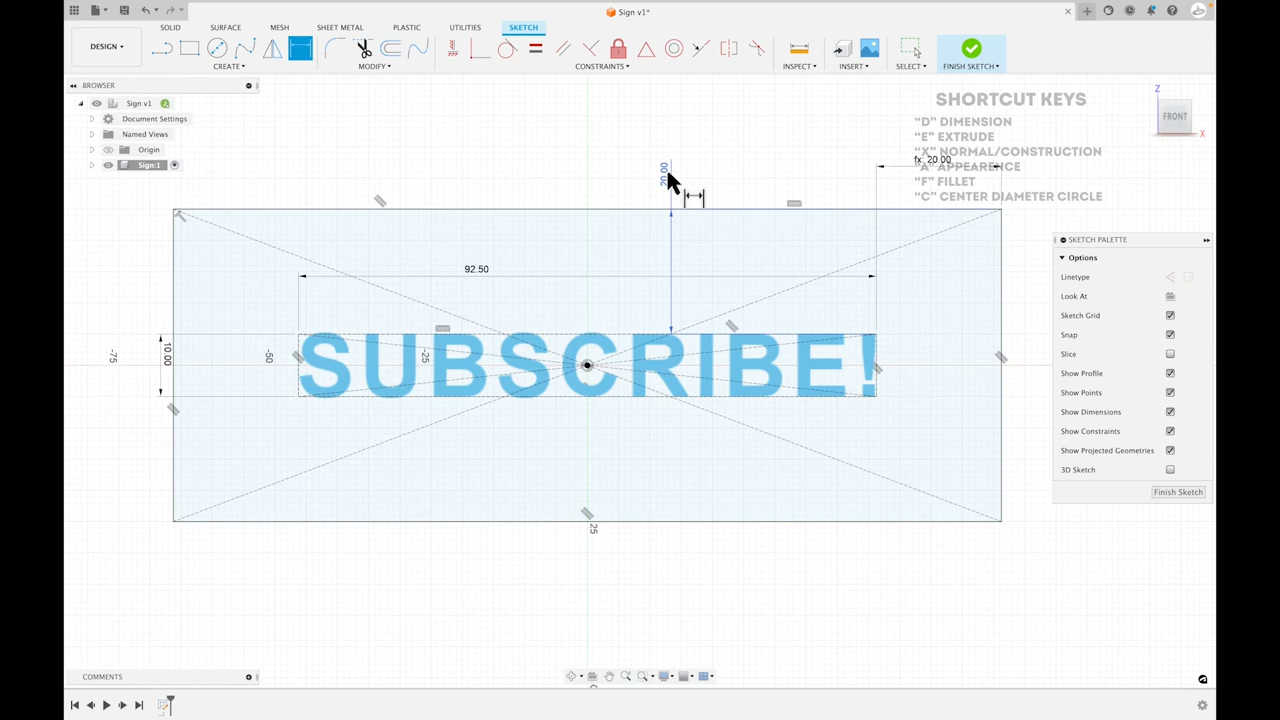 Sign v1*
SOLID
SURFACE
MESH
SHEET METAL
PLASTIC
UTILITIES
SKETCH
DESIGN
CREATE
MODIFY
CONSTRAINTS
INSPECT
INSERT
SELECT
FINISH SKETCH
BROWSER
Sign v1
Document Settings
Named Views
Origin
Sign:1
SHORTCUT KEYS
“D” DIMENSION
“E” EXTRUDE
“X” NORMAL/CONSTRUCTION
“A” APPEARENCE
“F” FILLET
“C” CENTER DIAMETER CIRCLE
Z
FRONT
X
fx: 20.00
20.00
92.50
10.00
-75
-50
-25
25
SUBSCRIBE!
SKETCH PALETTE
Options
Linetype
Look At
Sketch Grid
Snap
Slice
Show Profile
Show Points
Show Dimensions
Show Constraints
Show Projected Geometries
3D Sketch
Finish Sketch
COMMENTS